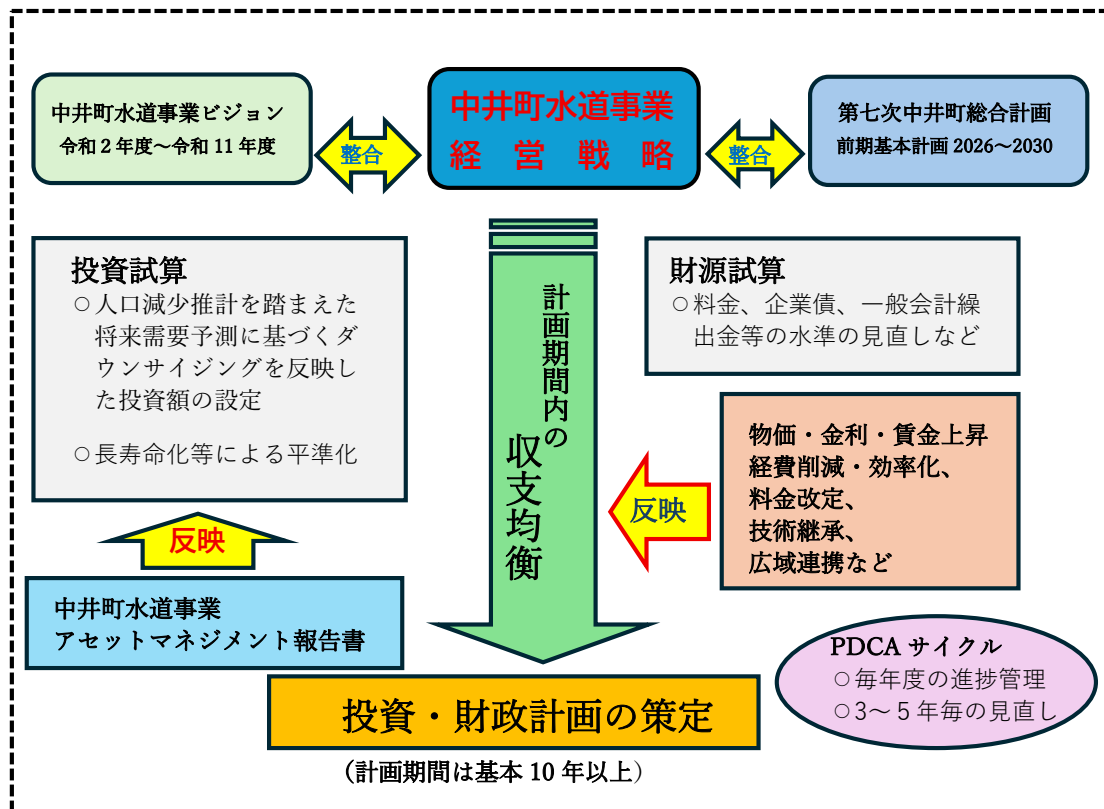 中井町水道事業ビジョン
令和２年度～令和 11 年度
整合
中井町水道事業
経営戦略
整合
第七次中井町総合計画
前期基本計画 2026～2030
投資試算
○人口減少推計を踏まえた
将来需要予測に基づくダ
ウンサイジングを反映し
た投資額の設定
○長寿命化等による平準化
計画期間内の
収支均衡
財源試算
○料金、企業債、一般会計繰
出金等の水準の見直しなど
物価・金利・賃金上昇
経費削減・効率化、
料金改定、
技術継承、
広域連携など
反映
反映
中井町水道事業
アセットマネジメント報告書
PDCA サイクル
○毎年度の進捗管理
○3～５年毎の見直し
投資・財政計画の策定
（計画期間は基本 10 年以上）